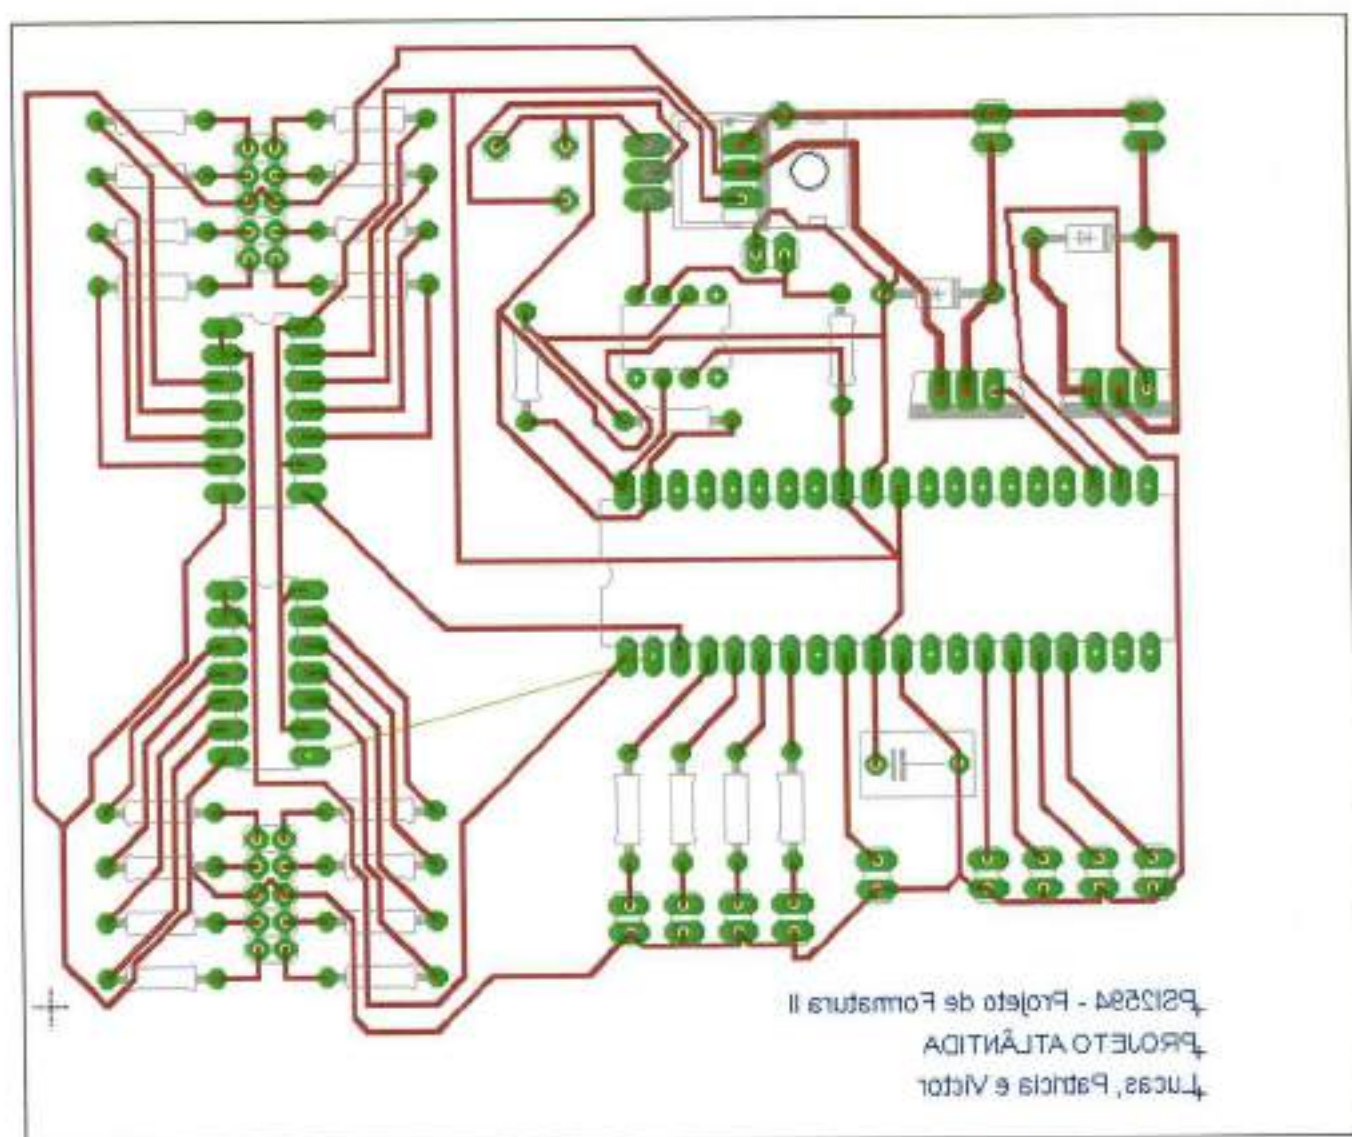 PSI2594 - Projeto de Formatura II
PROJETO ATLÂNTIDA
Lucas, Patricia e Victor